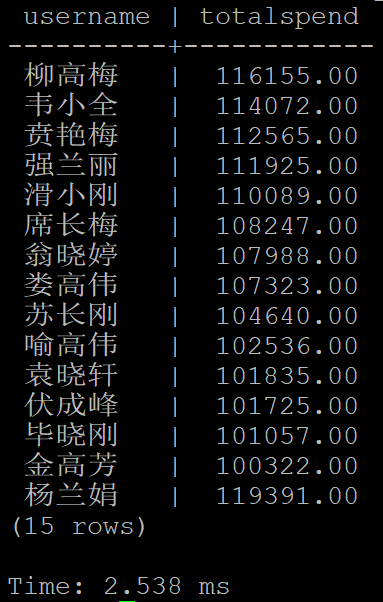 username | totalspend
----------+------------
柳高梅 | 116155.00
韦小全 | 114072.00
贲艳梅 | 112565.00
强兰丽 | 111925.00
滑小刚 | 110089.00
席长梅 | 108247.00
翁晓婷 | 107988.00
娄高伟 | 107323.00
苏长刚 | 104640.00
喻高伟 | 102536.00
袁晓轩 | 101835.00
伏成峰 | 101725.00
毕晓刚 | 101057.00
金高芳 | 100322.00
杨兰娟 | 119391.00
(15 rows)
Time: 2.538 ms